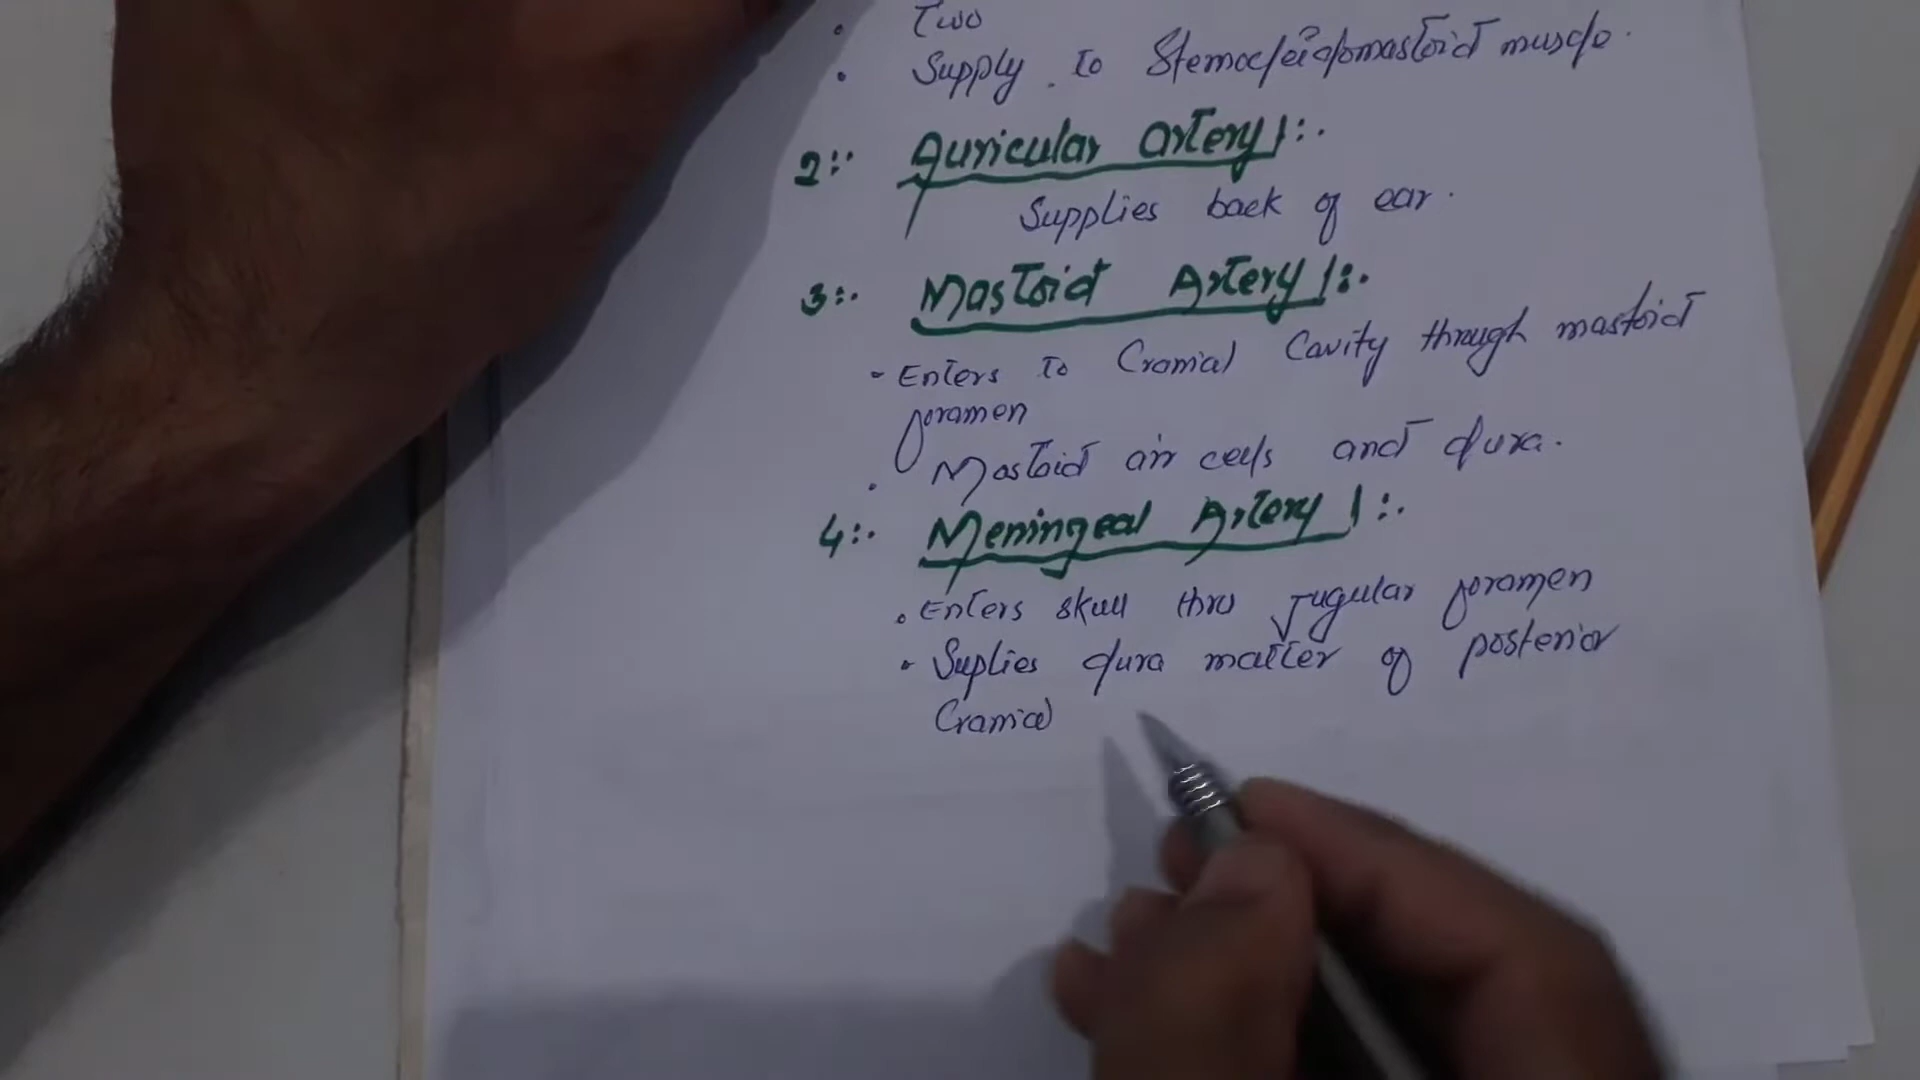 • Two
• Supply to Sternocleidomastoid muscle.
2:· Auricular artery|:·
Supplies back of ear.
3:· Mastoid Artery|:·
- Enters to Cranial Cavity through mastoid
foramen
• Mastoid air cells and dura.
4:· Meningeal Artery|:·
• Enters skull thru jugular foramen
• Suplies dura matter of posterior
Cranial